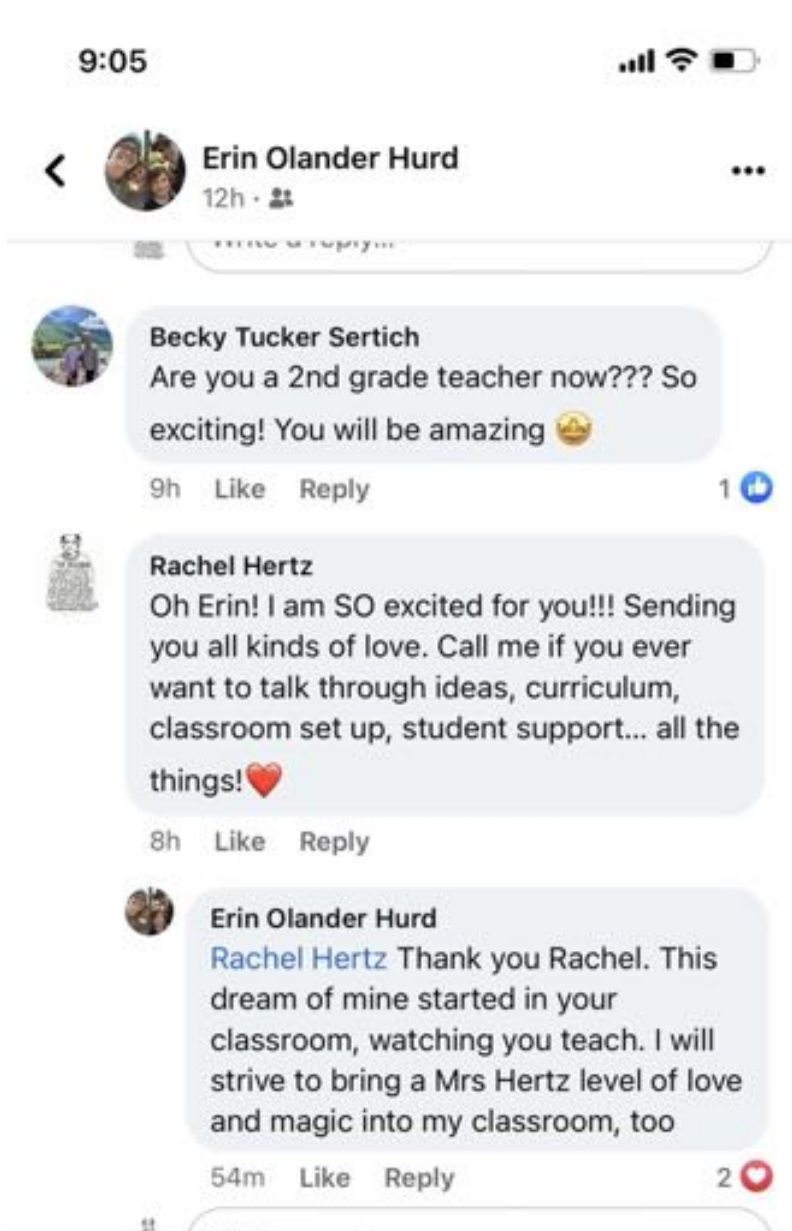 9:05
Erin Olander Hurd
12h ·
Write a reply...
Becky Tucker Sertich
Are you a 2nd grade teacher now??? So
exciting! You will be amazing 🤩
9h Like Reply 1
Rachel Hertz
Oh Erin! I am SO excited for you!!! Sending
you all kinds of love. Call me if you ever
want to talk through ideas, curriculum,
classroom set up, student support... all the
things!❤️
8h Like Reply
Erin Olander Hurd
Rachel Hertz Thank you Rachel. This
dream of mine started in your
classroom, watching you teach. I will
strive to bring a Mrs Hertz level of love
and magic into my classroom, too
54m Like Reply 2